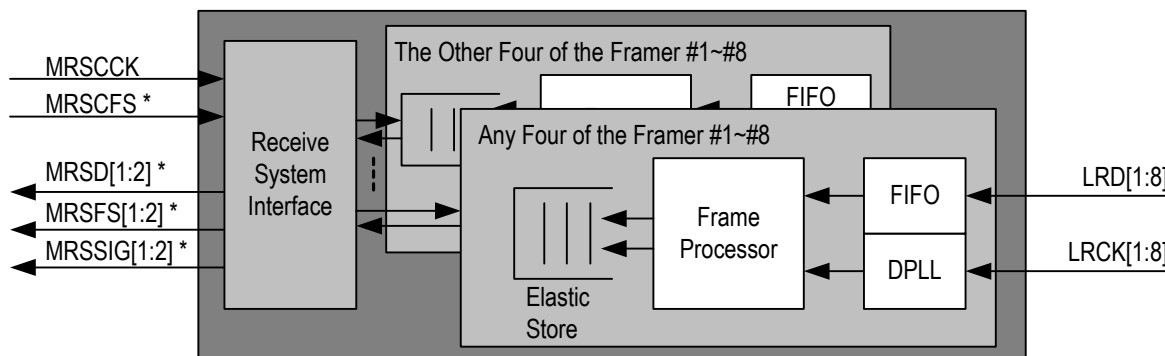 The Other Four of the Framer #1~#8
MRSCCK
MRSCFS *
FIFO
Any Four of the Framer #1~#8
Receive
System
Interface
MRSD[1:2] *
MRSFS[1:2] *
MRSSIG[1:2] *
Frame
Processor
FIFO
DPLL
LRD[1:8]
LRCK[1:8]
Elastic
Store